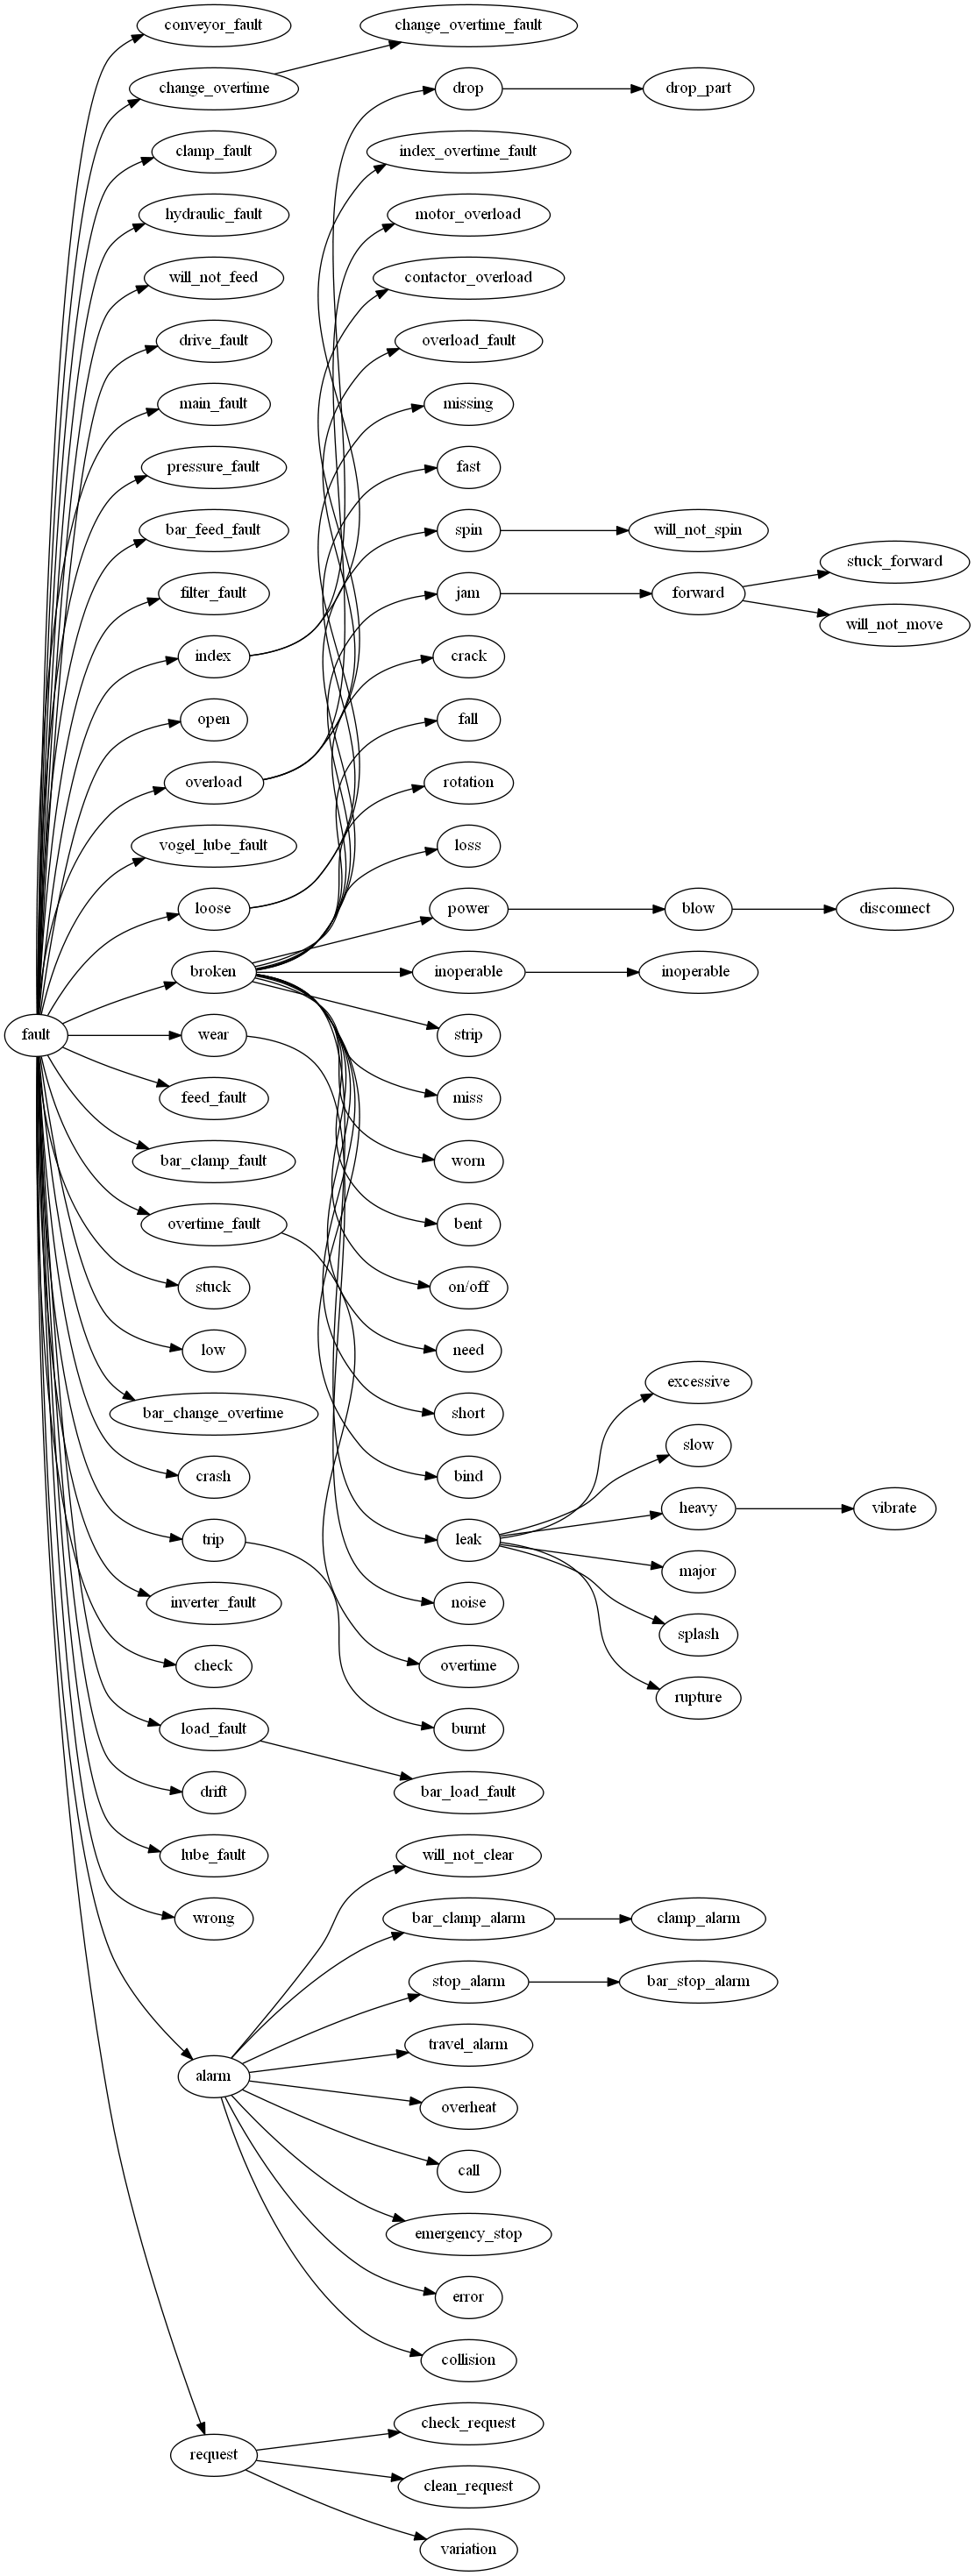 conveyor_fault
change_overtime_fault
change_overtime
drop
drop_part
clamp_fault
index_overtime_fault
hydraulic_fault
motor_overload
will_not_feed
contactor_overload
drive_fault
overload_fault
main_fault
missing
pressure_fault
fast
bar_feed_fault
spin
will_not_spin
stuck_forward
filter_fault
jam
forward
will_not_move
index
crack
open
fall
overload
rotation
vogel_lube_fault
loss
loose
power
blow
disconnect
broken
inoperable
inoperable
fault
wear
strip
feed_fault
miss
bar_clamp_fault
worn
overtime_fault
bent
stuck
on/off
low
need
excessive
bar_change_overtime
short
slow
crash
bind
heavy
vibrate
trip
leak
major
inverter_fault
noise
splash
check
overtime
rupture
load_fault
burnt
drift
bar_load_fault
lube_fault
will_not_clear
wrong
bar_clamp_alarm
clamp_alarm
stop_alarm
bar_stop_alarm
travel_alarm
alarm
overheat
call
emergency_stop
error
collision
check_request
request
clean_request
variation